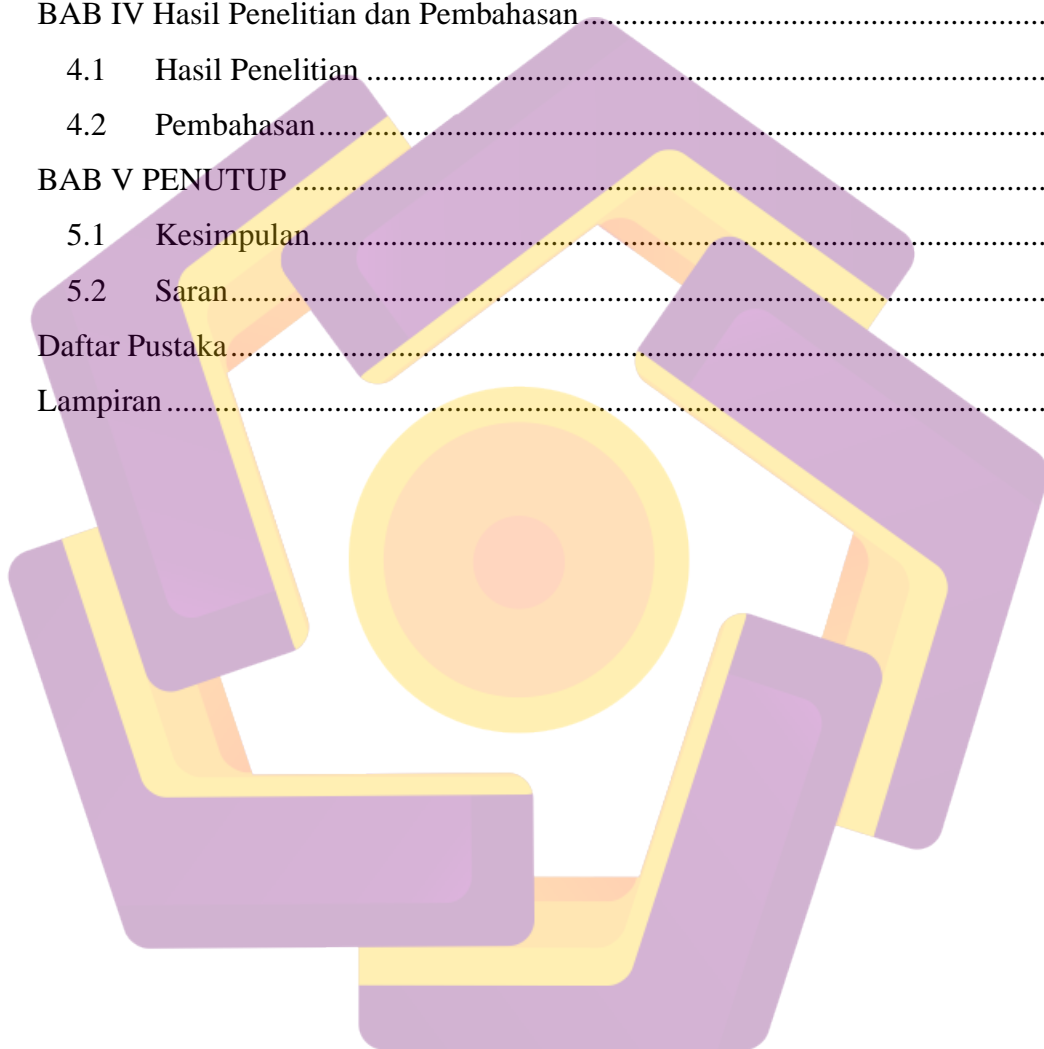 BAB IV Hasil Penelitian dan Pembahasan ..........................................................
4.1 Hasil Penelitian ..........................................................................................
4.2 Pembahasan ................................................................................................
BAB V PENUTUP ..............................................................................................
5.1 Kesimpulan .................................................................................................
5.2 Saran ...........................................................................................................
Daftar Pustaka .....................................................................................................
Lampiran .............................................................................................................